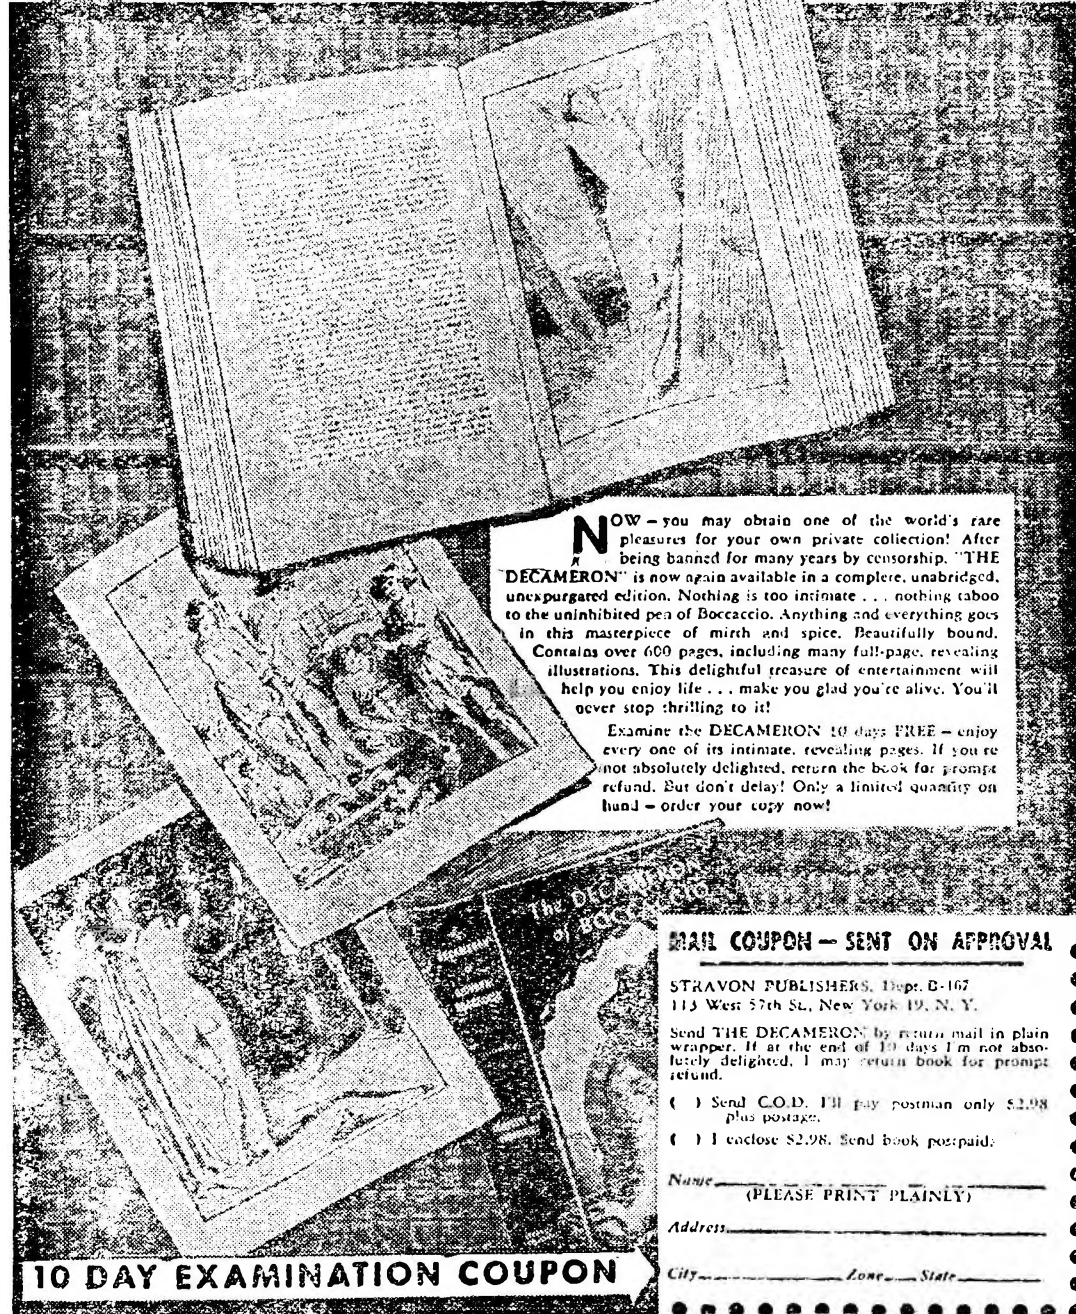 NOW – you may obtain one of the world's rare
pleasures for your own private collection! After
being banned for many years by censorship, "THE
DECAMERON" is now again available in a complete, unabridged,
unexpurgated edition. Nothing is too intimate . . . nothing taboo
to the uninhibited pen of Boccaccio. Anything and everything goes
in this masterpiece of mirth and spice. Beautifully bound.
Contains over 600 pages, including many full-page, revealing
illustrations. This delightful treasure of entertainment will
help you enjoy life . . . make you glad you're alive. You'll
never stop thrilling to it!
Examine the DECAMERON 10 days FREE – enjoy
every one of its intimate, revealing pages. If you're
not absolutely delighted, return the book for prompt
refund. But don't delay! Only a limited quantity on
hand – order your copy now!
The DECAMERON
of BOCCACCIO
MAIL COUPON – SENT ON APPROVAL
STRAVON PUBLISHERS, Dept. B-167
113 West 57th St., New York 19, N. Y.
Send THE DECAMERON by return mail in plain
wrapper. If at the end of 10 days I'm not abso-
lutely delighted, I may return book for prompt
refund.
( ) Send C.O.D. I'll pay postman only $2.98
plus postage.
( ) I enclose $2.98. Send book postpaid.
Name
(PLEASE PRINT PLAINLY)
Address
City Zone State
10 DAY EXAMINATION COUPON